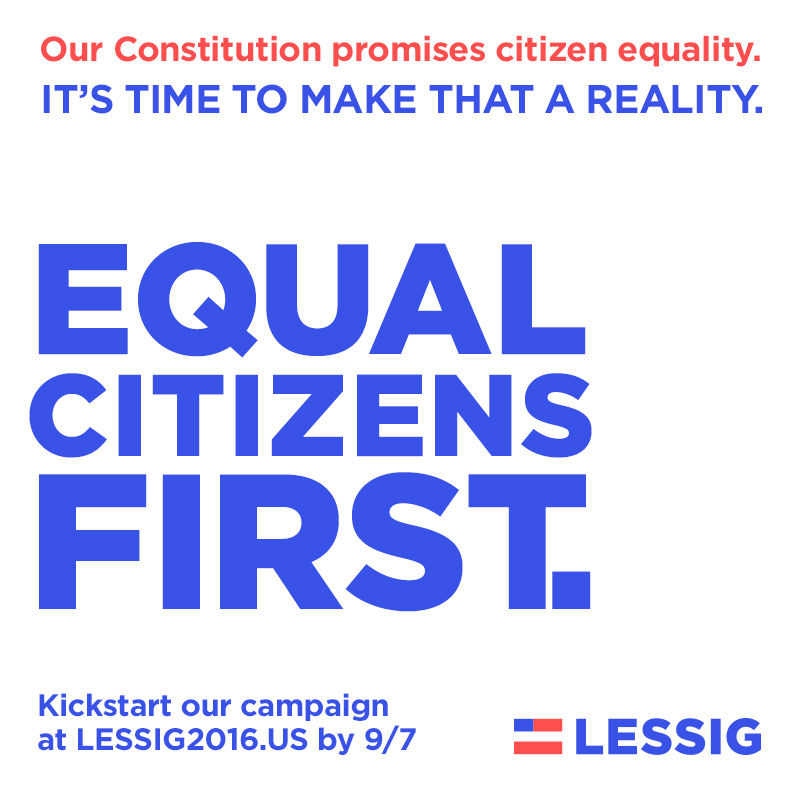 Our Constitution promises citizen equality.
IT’S TIME TO MAKE THAT A REALITY.
EQUAL
CITIZENS
FIRST.
Kickstart our campaign
at LESSIG2016.US by 9/7
LESSIG